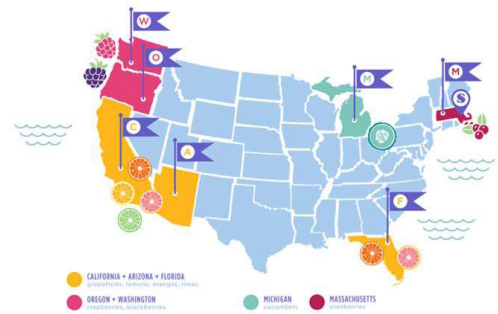 W
O
M
M
S
C
A
F
CALIFORNIA + ARIZONA + FLORIDA
grapefruits, lemons, oranges, limes
OREGON + WASHINGTON
raspberries, blackberries
MICHIGAN
cucumbers
MASSACHUSETTS
cranberries